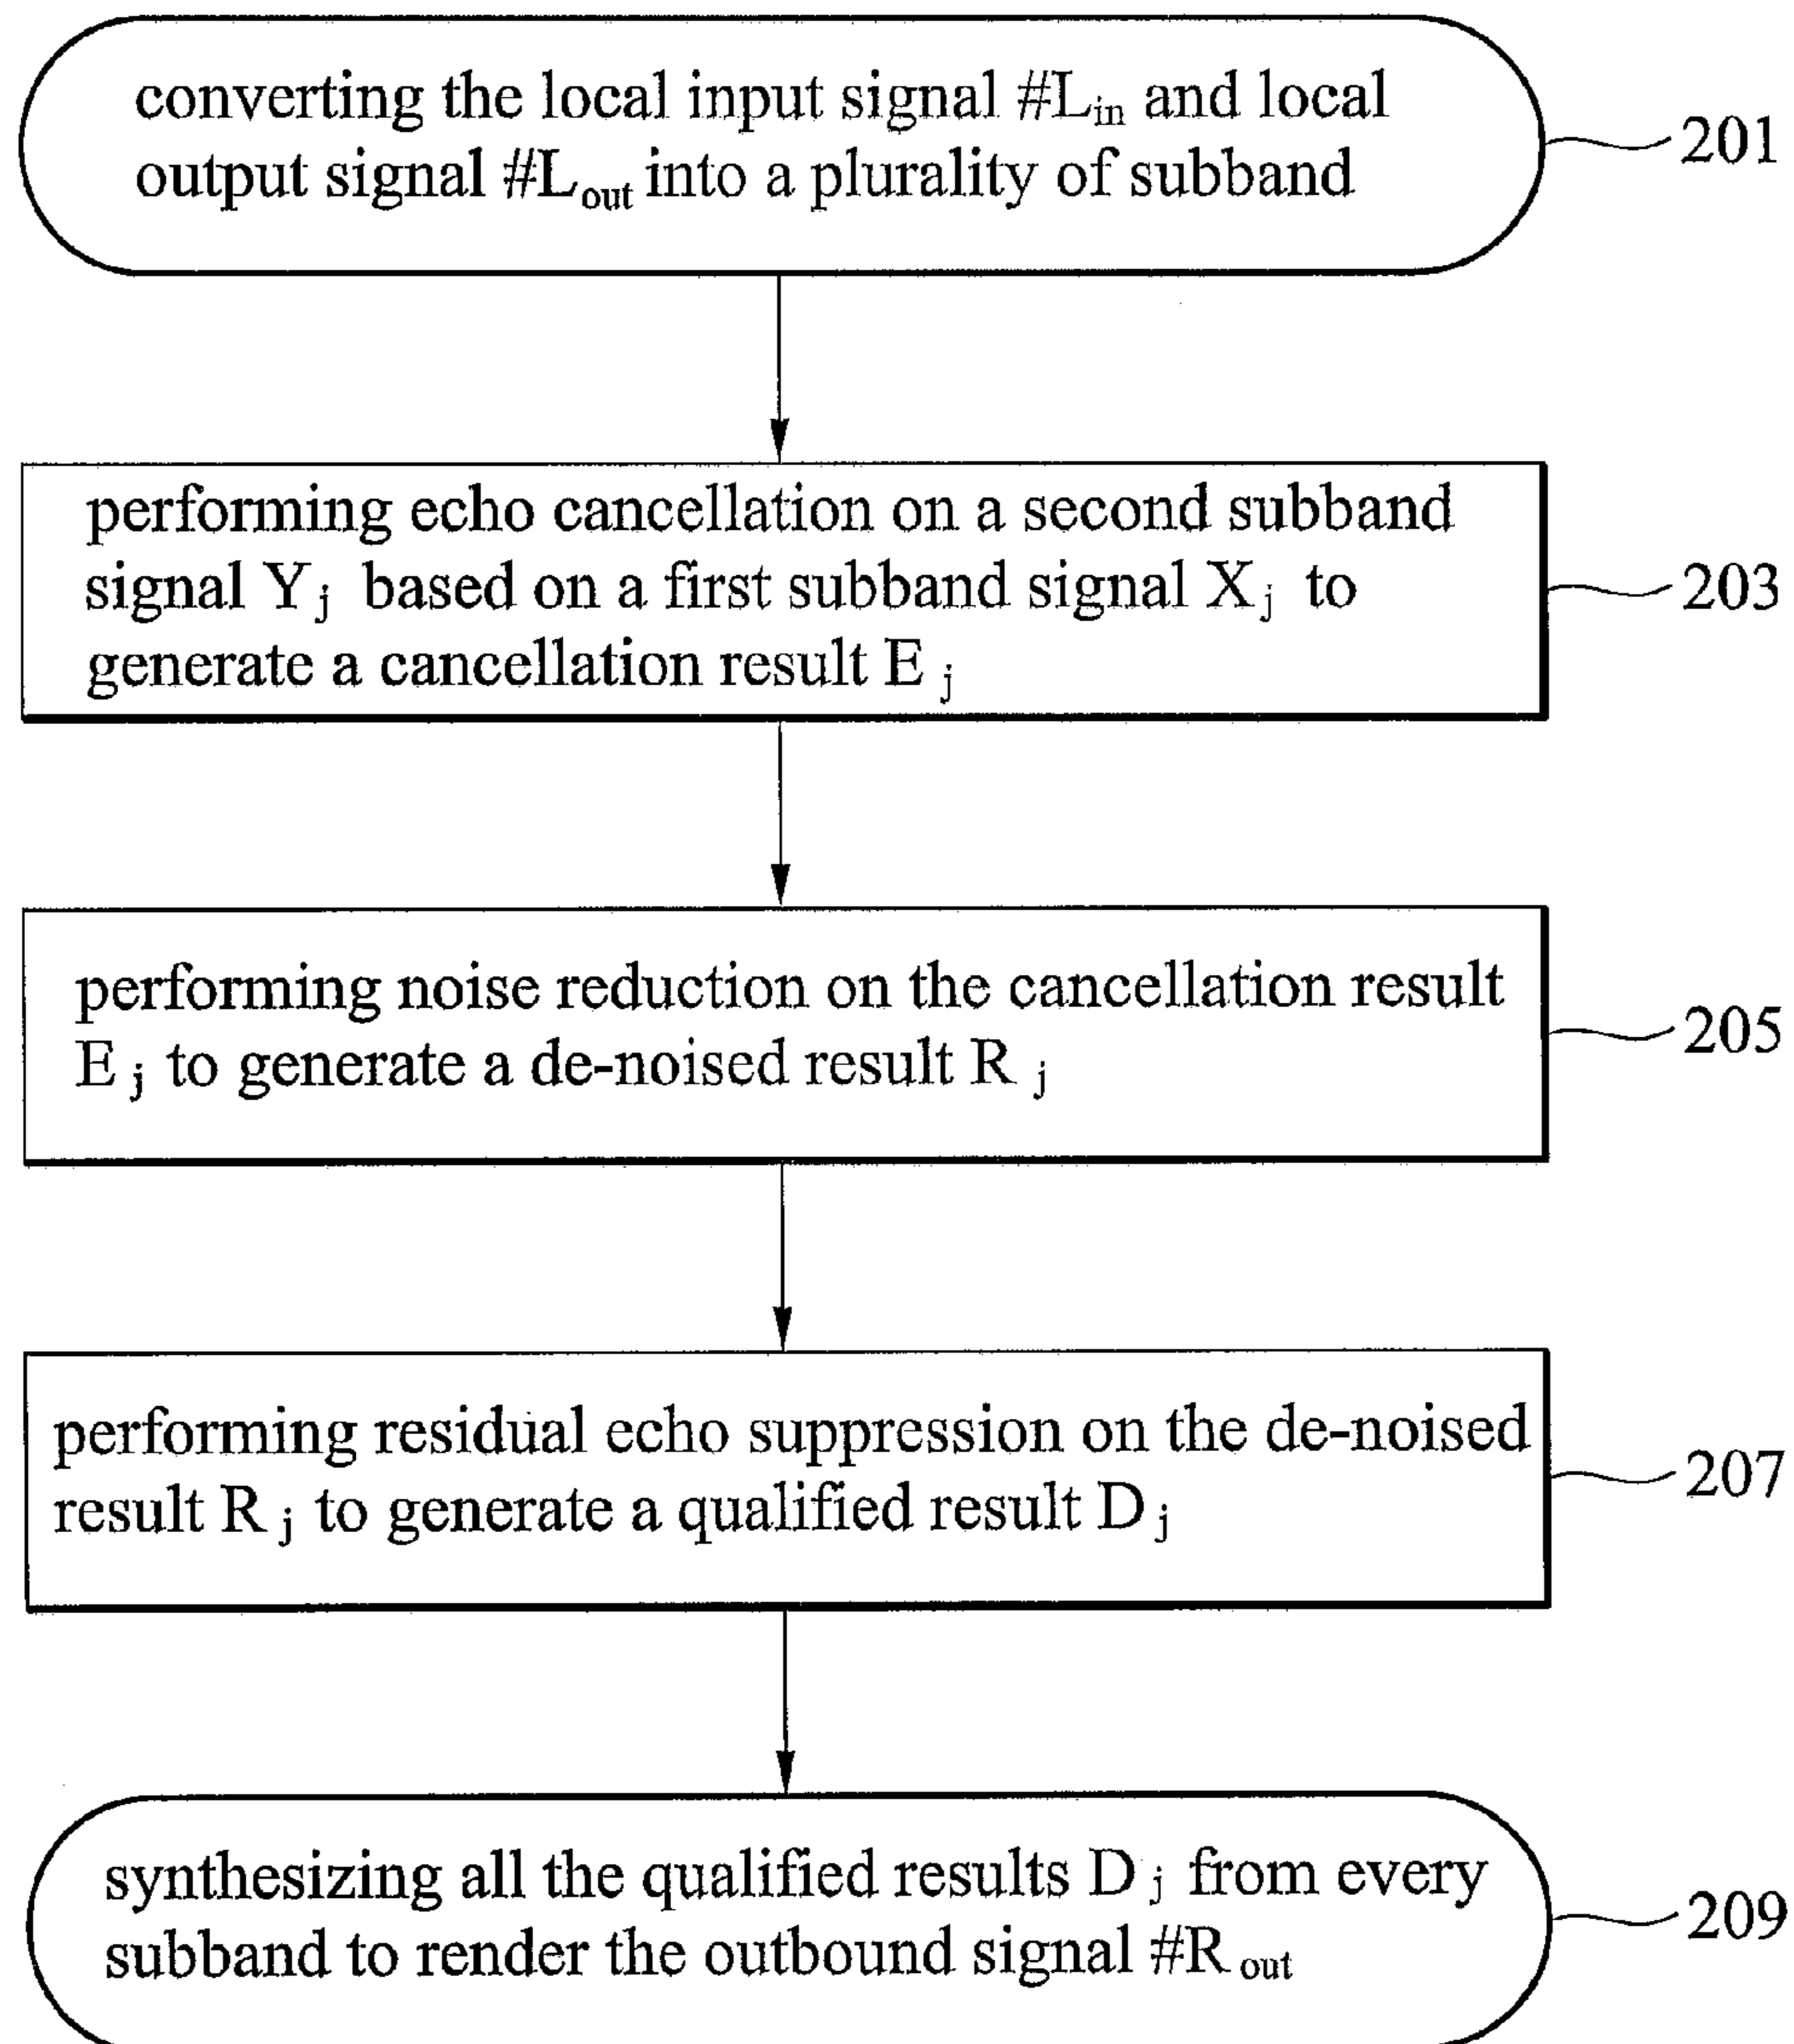 converting the local input signal #Lin and local
output signal #Lout into a plurality of subband
201
performing echo cancellation on a second subband
signal Yj based on a first subband signal Xj to
generate a cancellation result Ej
203
performing noise reduction on the cancellation result
Ej to generate a de-noised result Rj
205
performing residual echo suppression on the de-noised
result Rj to generate a qualified result Dj
207
synthesizing all the qualified results Dj from every
subband to render the outbound signal #Rout
209